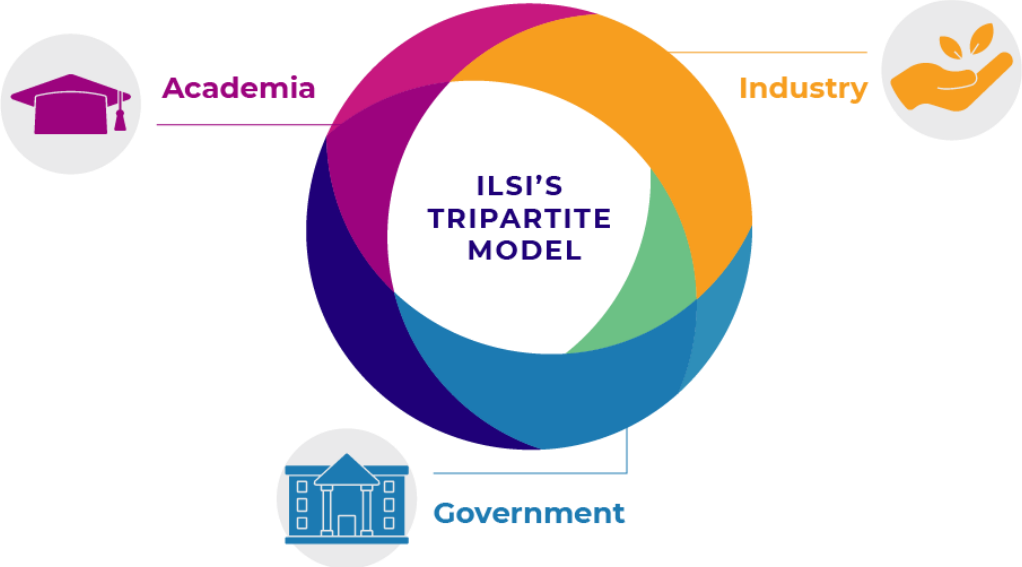 Academia
Industry
ILSI’S
TRIPARTITE
MODEL
Government